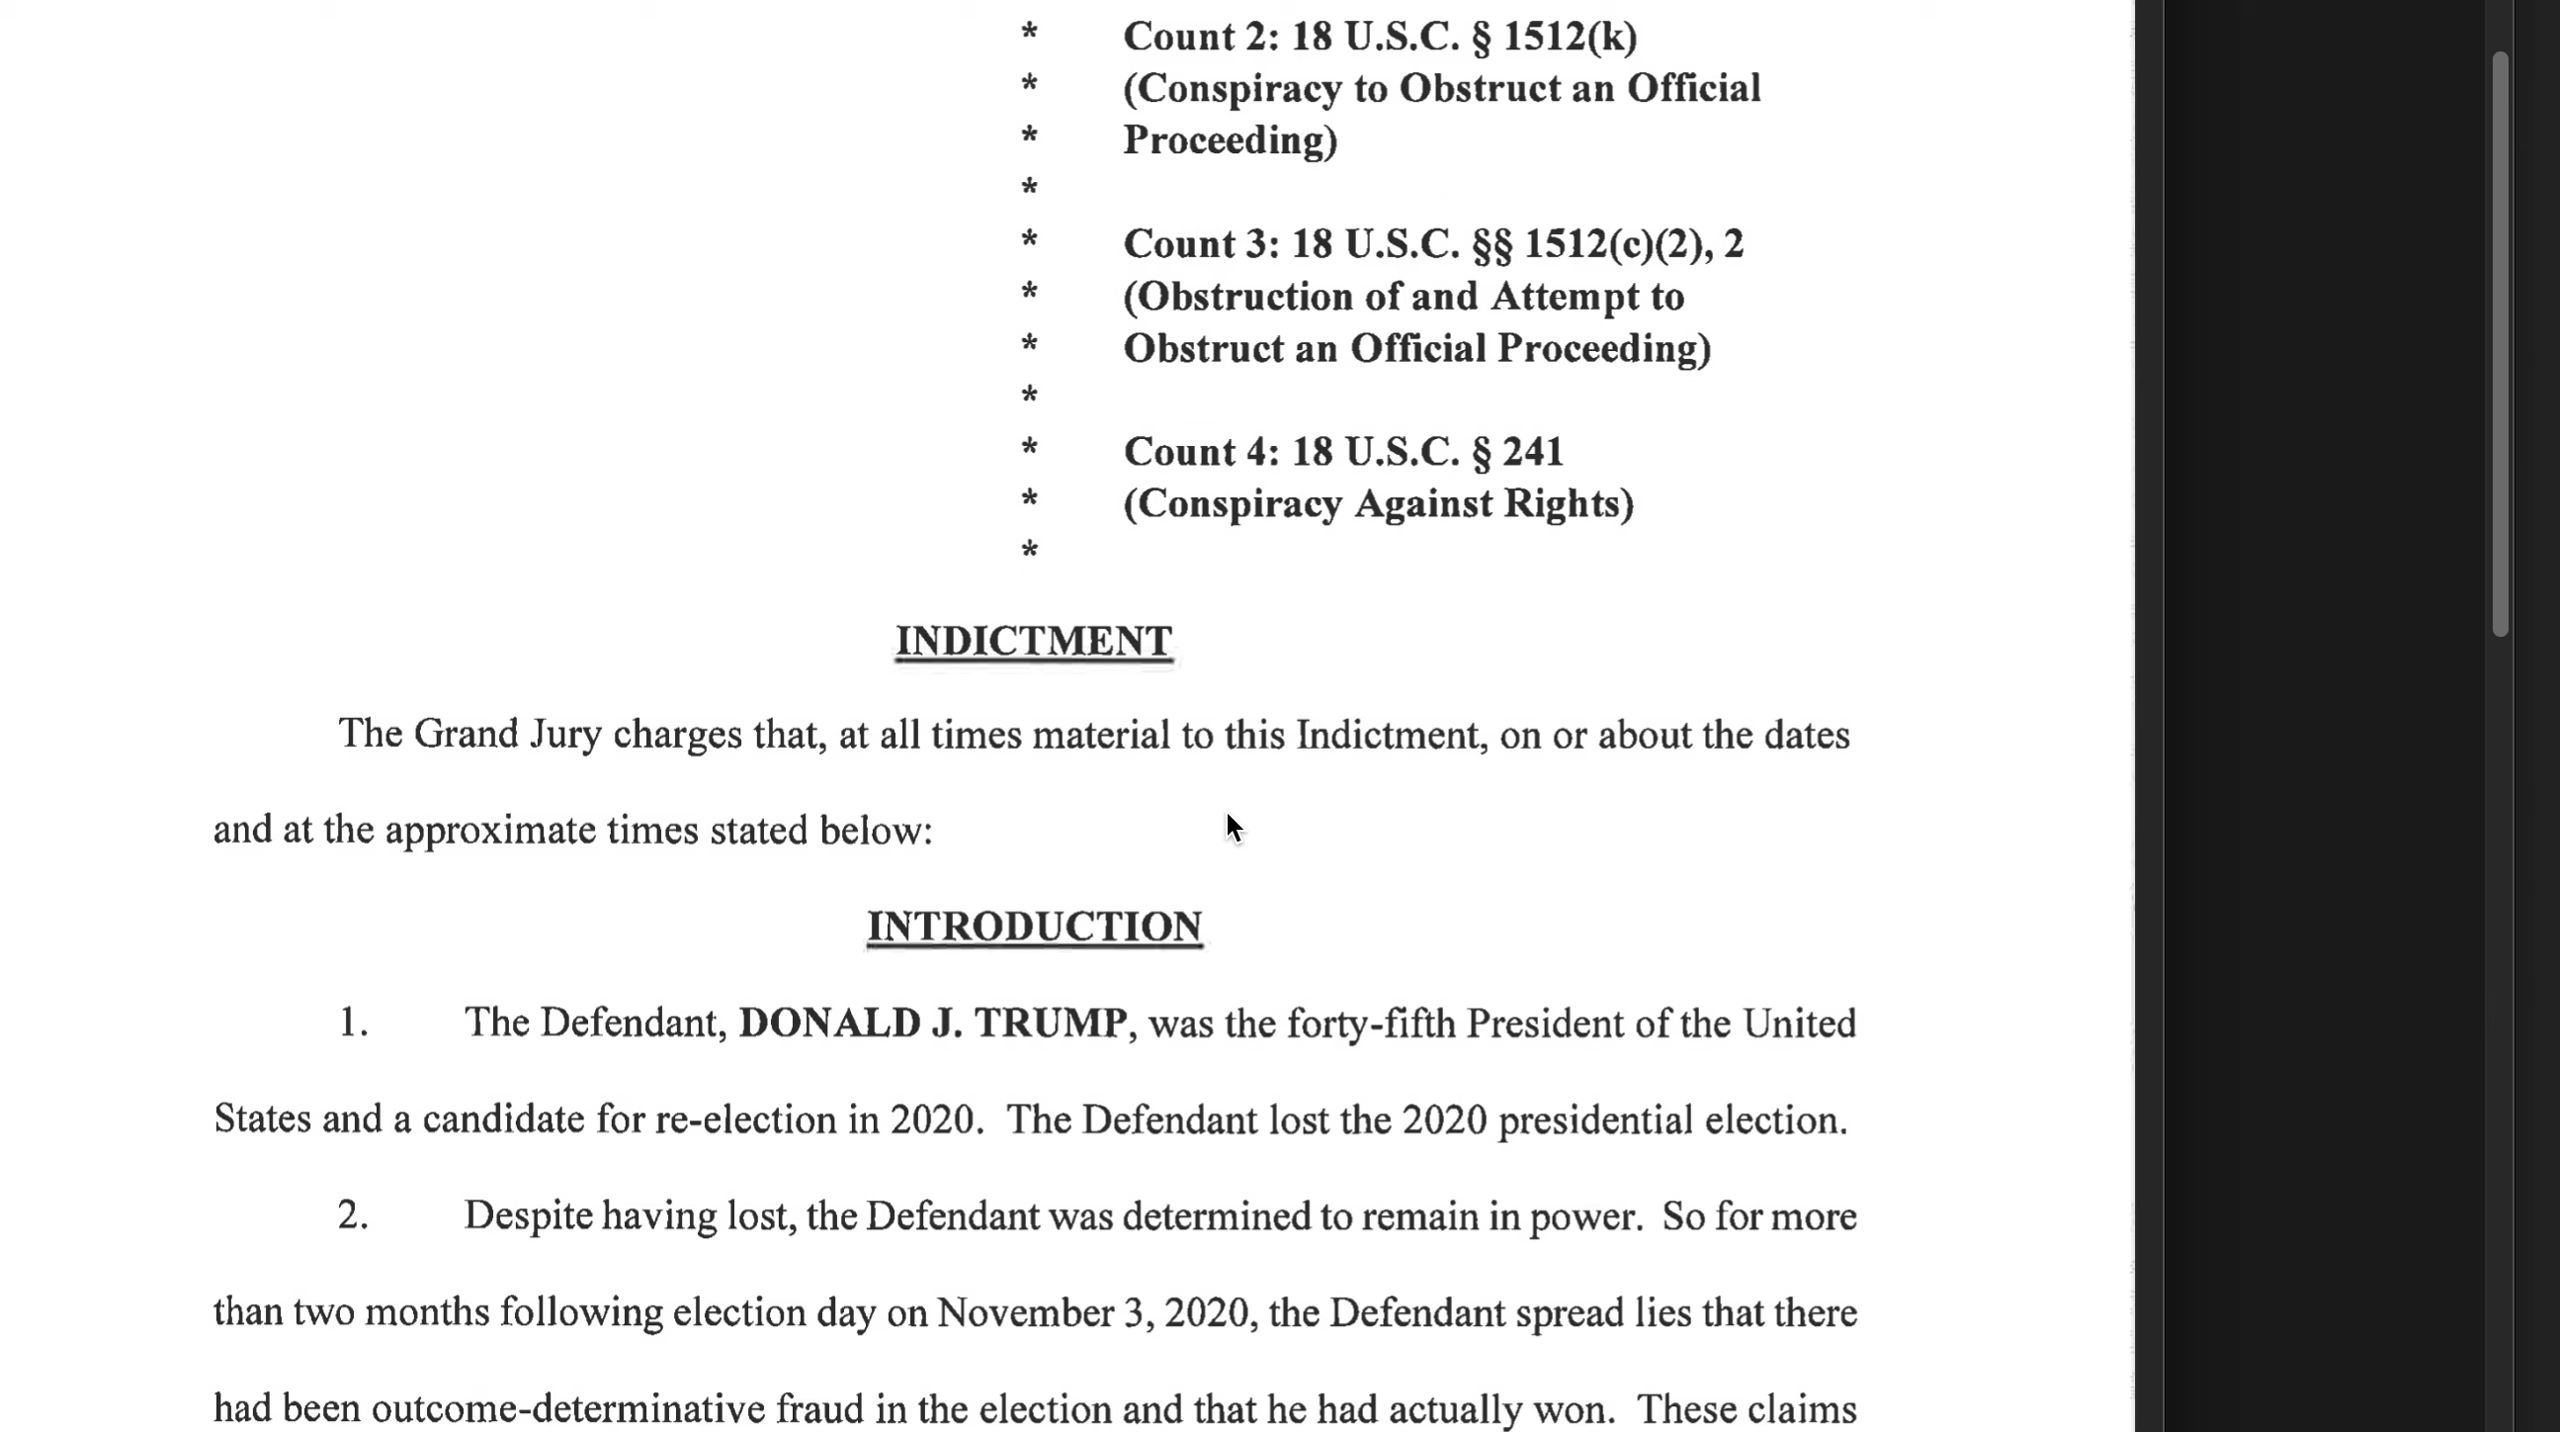 * Count 2: 18 U.S.C. § 1512(k)
* (Conspiracy to Obstruct an Official
* Proceeding)
*
* Count 3: 18 U.S.C. §§ 1512(c)(2), 2
* (Obstruction of and Attempt to
* Obstruct an Official Proceeding)
*
* Count 4: 18 U.S.C. § 241
* (Conspiracy Against Rights)
*
INDICTMENT
The Grand Jury charges that, at all times material to this Indictment, on or about the dates
and at the approximate times stated below:
INTRODUCTION
1. The Defendant, DONALD J. TRUMP, was the forty-fifth President of the United
States and a candidate for re-election in 2020. The Defendant lost the 2020 presidential election.
2. Despite having lost, the Defendant was determined to remain in power. So for more
than two months following election day on November 3, 2020, the Defendant spread lies that there
had been outcome-determinative fraud in the election and that he had actually won. These claims